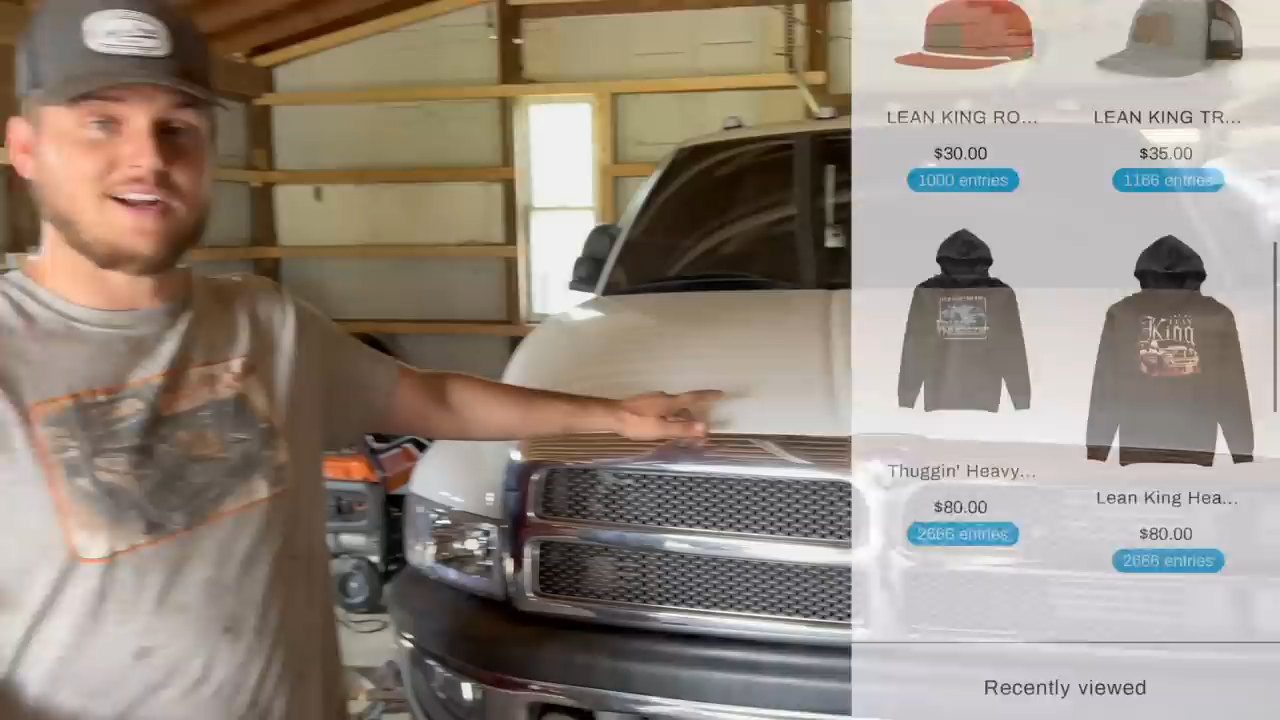 LEAN KING RO...
LEAN KING TR...
$30.00
$35.00
1000 entries
1166 entries
King
Thuggin' Heavy...
Lean King Hea...
$80.00
$80.00
2666 entries
2666 entries
Recently viewed